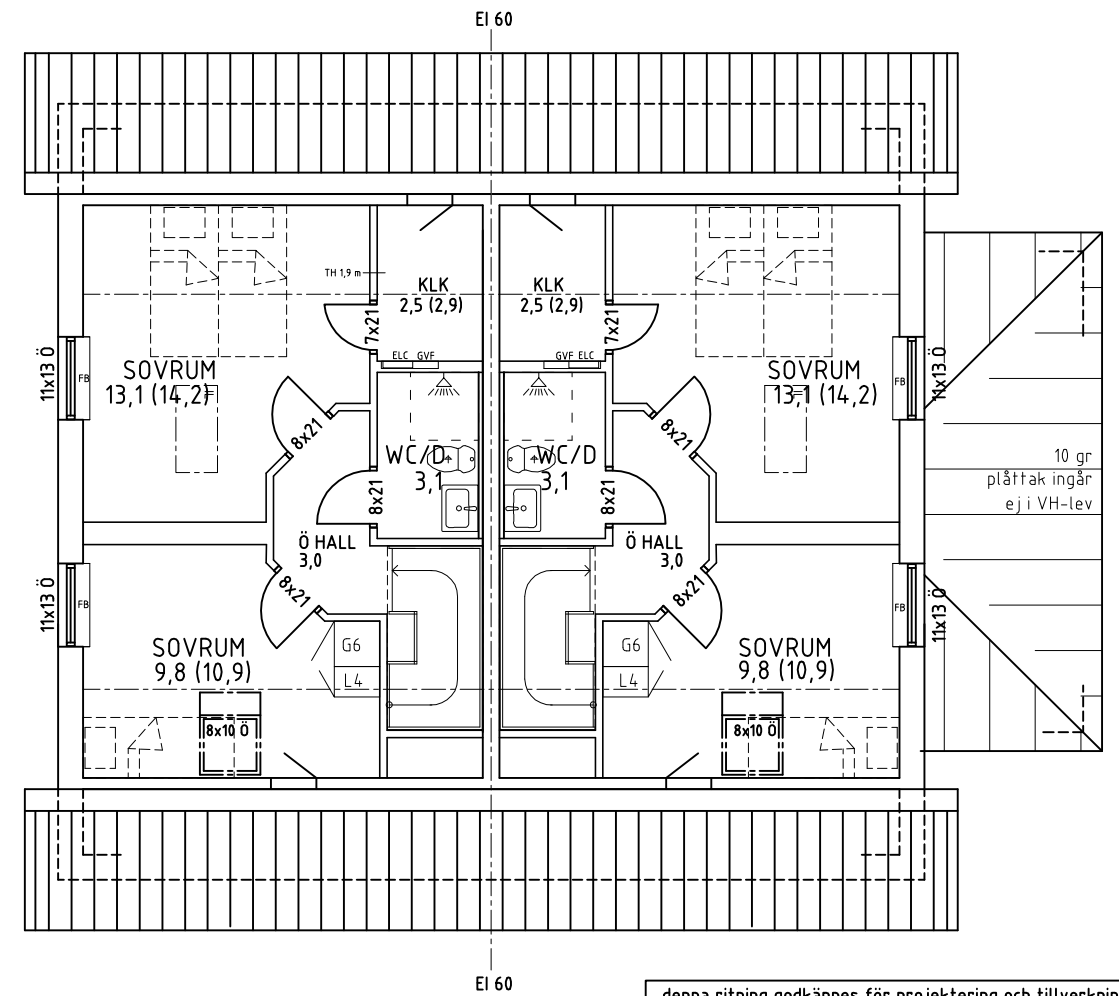 EI 60
TH 1,9 m
KLK
2,5 (2,9)
KLK
2,5 (2,9)
7x21
7x21
ELC GVF
GVF ELC
11x13 Ö
FB
SOVRUM
13,1 (14,2)
SOVRUM
13,1 (14,2)
FB
11x13 Ö
8x21
8x21
WC/D
3,1
WC/D
3,1
8x21
8x21
10 gr
plåttak ingår
ej i VH-lev
Ö HALL
3,0
Ö HALL
3,0
8x21
8x21
11x13 Ö
FB
FB
11x13 Ö
SOVRUM
9,8 (10,9)
G6
L4
G6
L4
SOVRUM
9,8 (10,9)
8x10 Ö
8x10 Ö
EI 60
denna ritning godkännes för projektering och tillverknin